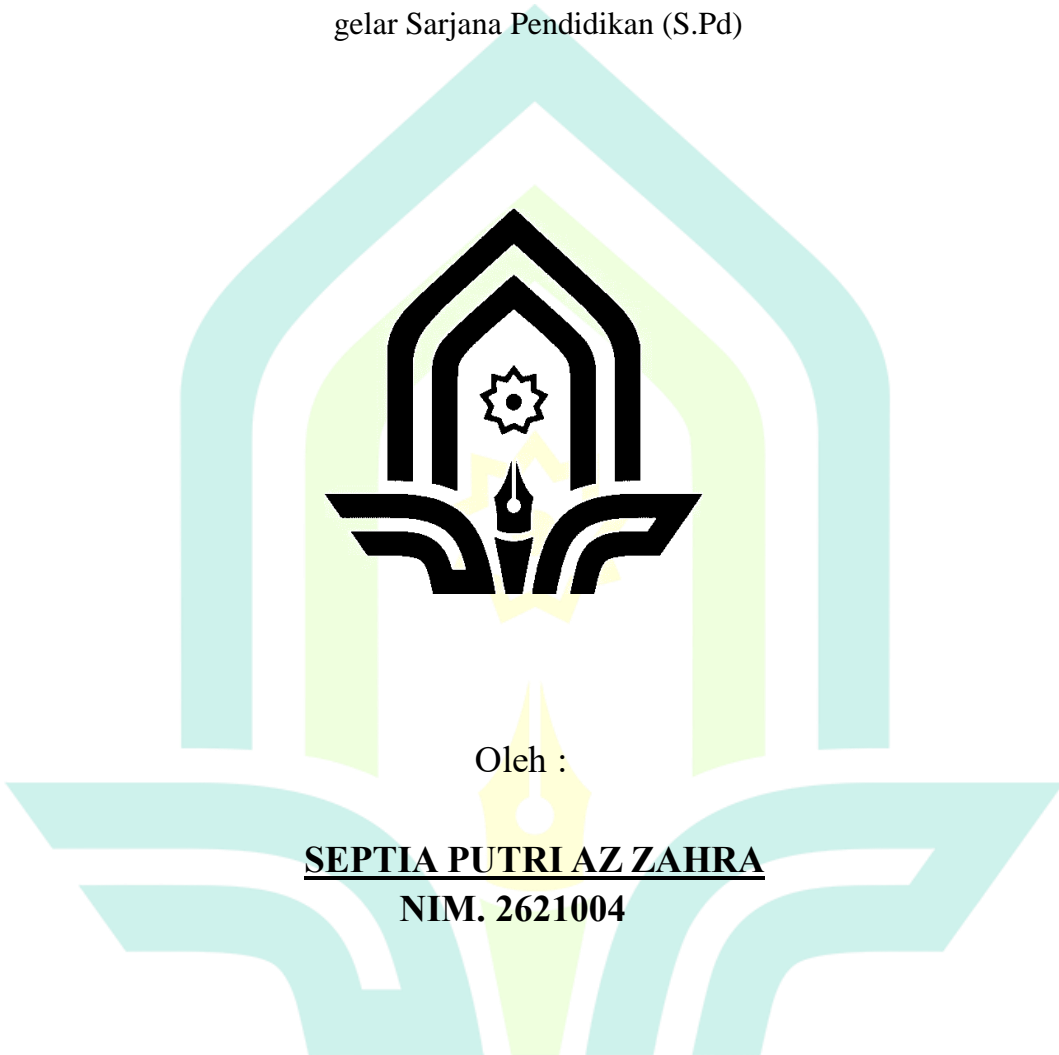 gelar Sarjana Pendidikan (S.Pd)
Oleh :
SEPTIA PUTRI AZ ZAHRA
NIM. 2621004